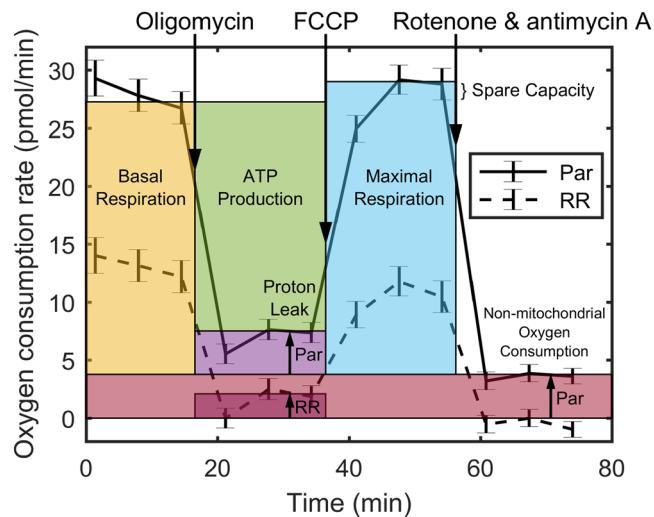 Oligomycin FCCP Rotenone & antimycin A
30
} Spare Capacity
25
Basal
Respiration
ATP
Production
Maximal
Respiration
Par
RR
20
15
10
Proton
Leak
Non-mitochondrial
Oxygen
Consumption
5
Par
RR
Par
0
0 20 40 60 80
Time (min)
Oxygen consumption rate (pmol/min)